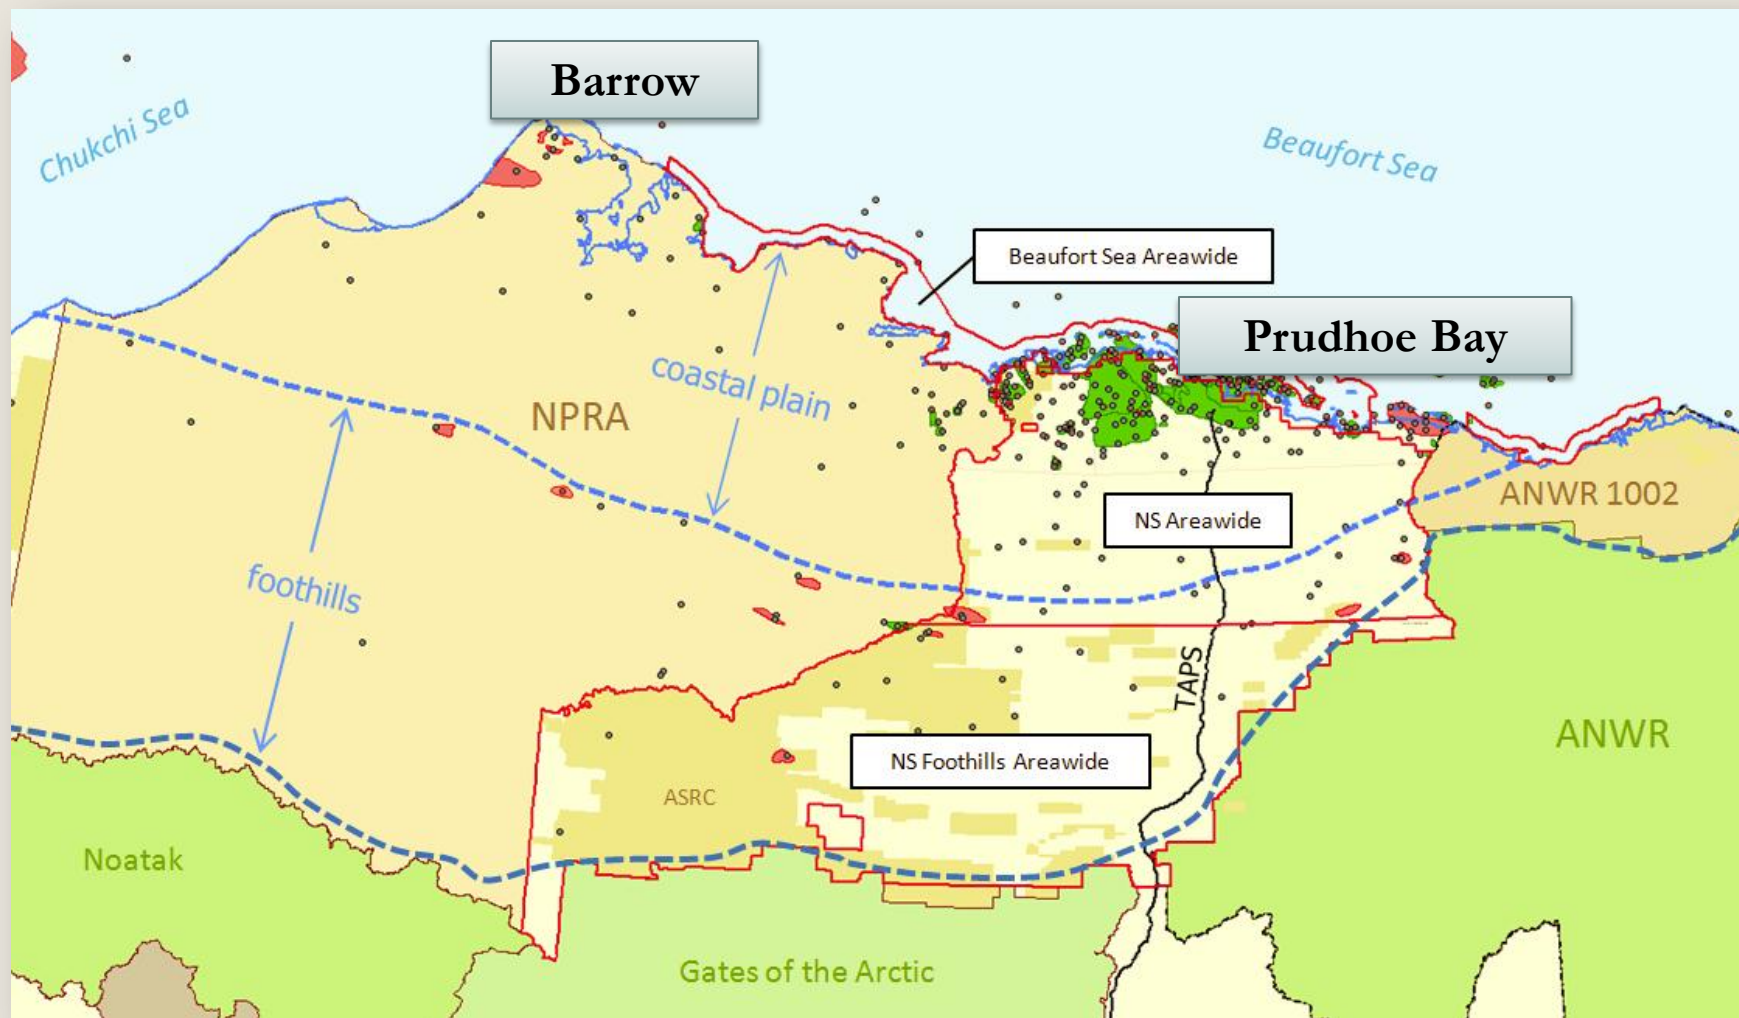 Barrow
Chukchi Sea
Beaufort Sea
Beaufort Sea Areawide
Prudhoe Bay
coastal plain
NPRA
ANWR 1002
NS Areawide
foothills
TAPS
ANWR
NS Foothills Areawide
ASRC
Noatak
Gates of the Arctic